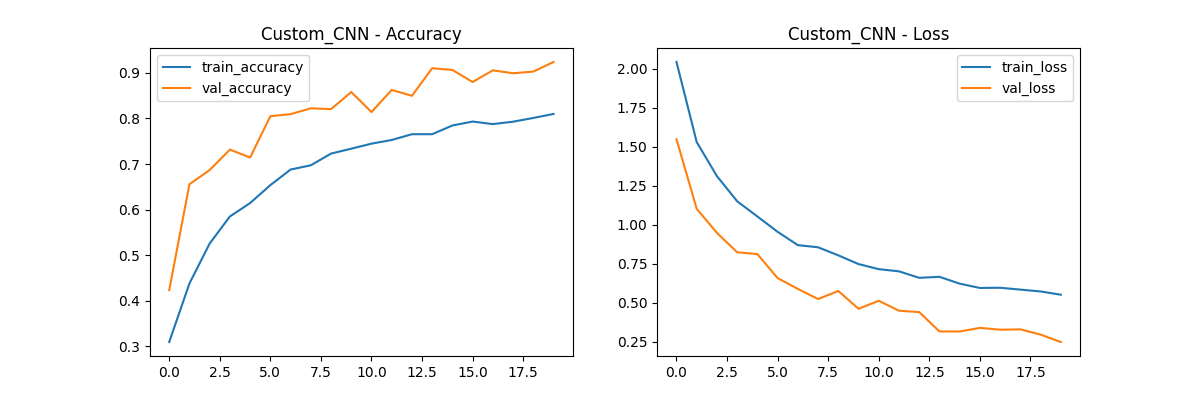 Custom_CNN - Accuracy
train_accuracy
val_accuracy
0.9
0.8
0.7
0.6
0.5
0.4
0.3
0.0 2.5 5.0 7.5 10.0 12.5 15.0 17.5
Custom_CNN - Loss
train_loss
val_loss
2.00
1.75
1.50
1.25
1.00
0.75
0.50
0.25
0.0 2.5 5.0 7.5 10.0 12.5 15.0 17.5